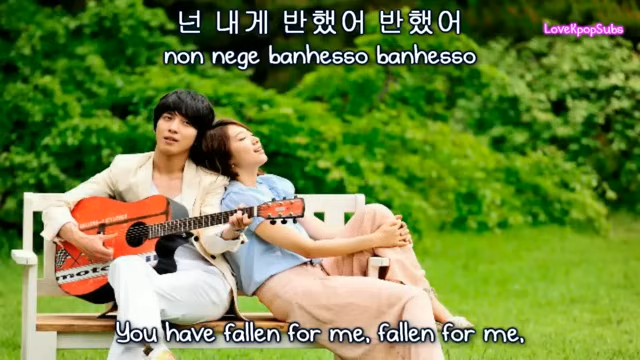 넌 내게 반했어 반했어
LoveKpopSubs
non nege banhesso banhesso
You have fallen for me, fallen for me,